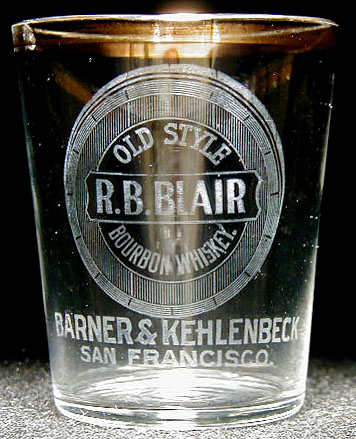 OLD STYLE
R.B.BLAIR
BOURBON WHISKEY.
BARNER & KEHLENBECK
SAN FRANCISCO.